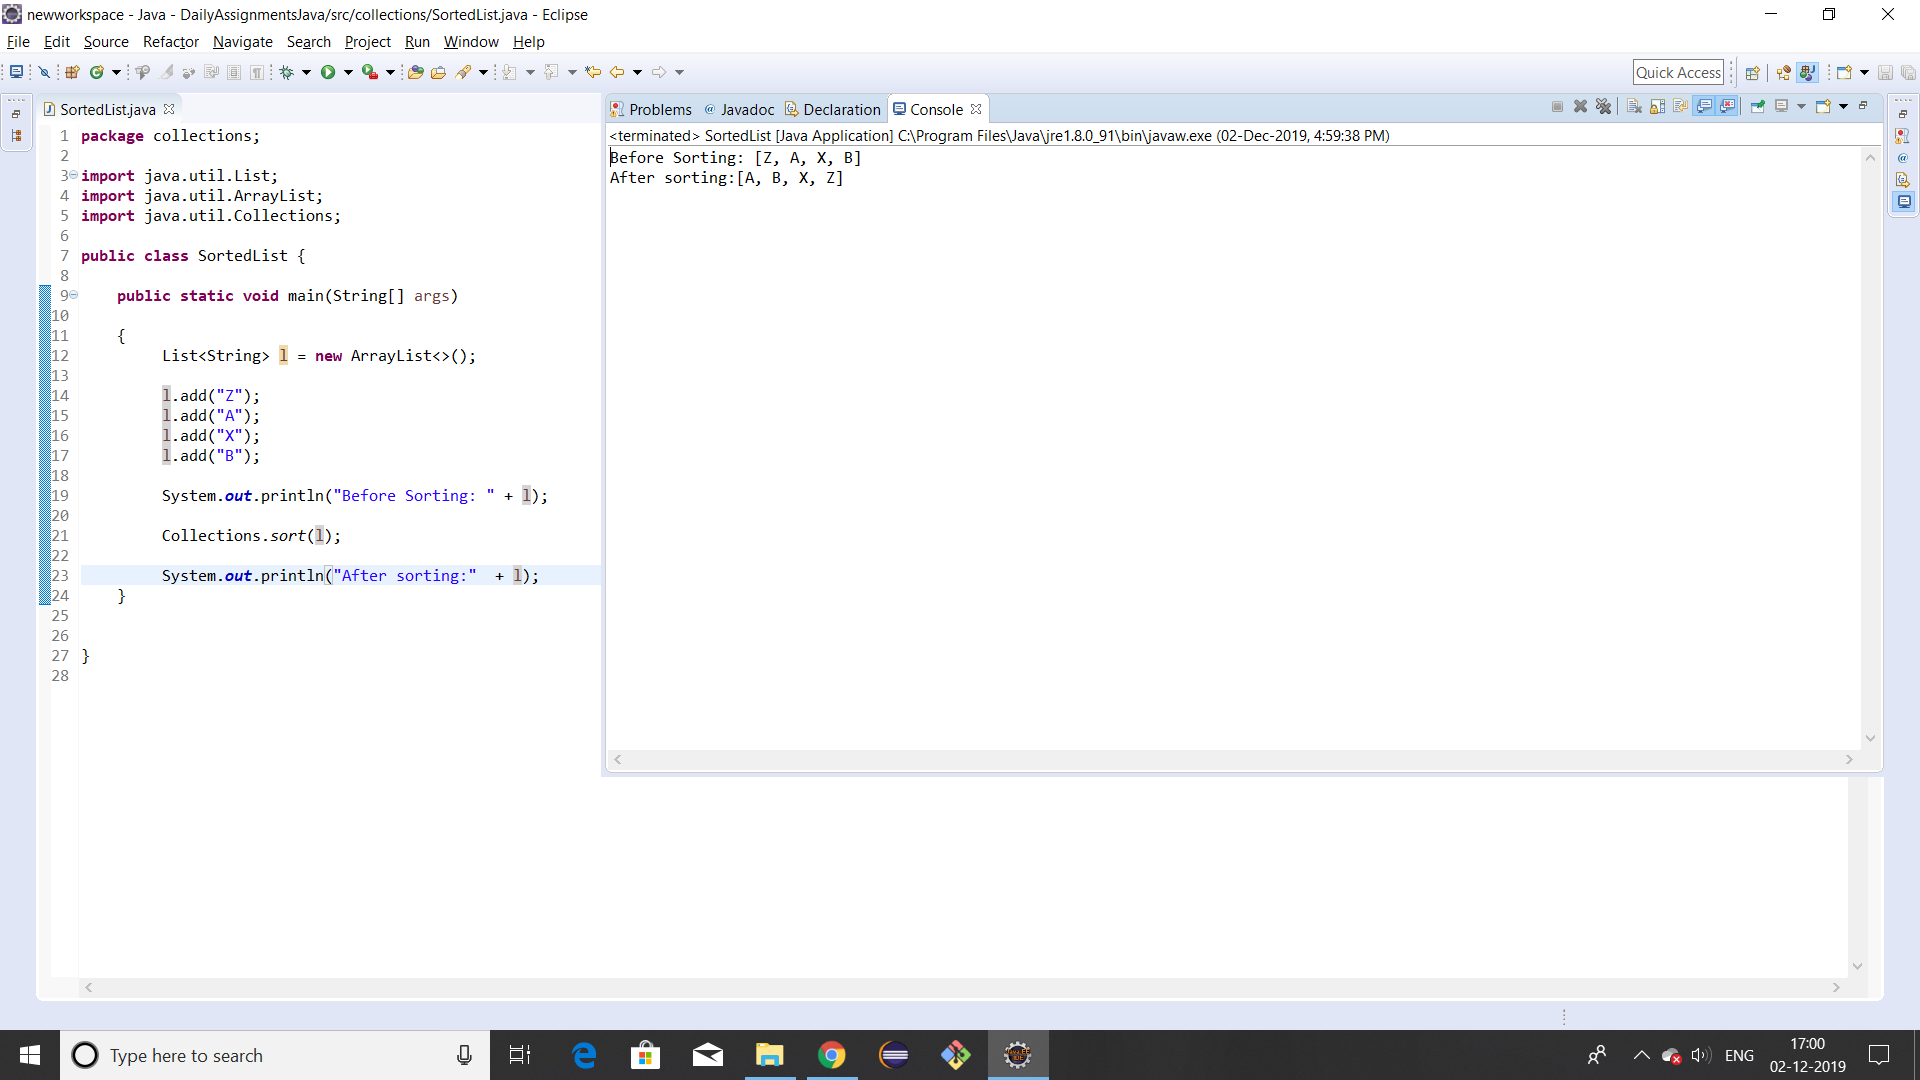 newworkspace - Java - DailyAssignmentsJava/src/collections/SortedList.java - Eclipse
File Edit Source Refactor Navigate Search Project Run Window Help
Quick Access
SortedList.java
1 package collections;
2
3 import java.util.List;
4 import java.util.ArrayList;
5 import java.util.Collections;
6
7 public class SortedList {
8
9 public static void main(String[] args)
10
11 {
12 List<String> l = new ArrayList<>();
13
14 l.add("Z");
15 l.add("A");
16 l.add("X");
17 l.add("B");
18
19 System.out.println("Before Sorting: " + l);
20
21 Collections.sort(l);
22
23 System.out.println("After sorting:"  + l);
24 }
25
26
27 }
28
Problems @ Javadoc Declaration Console
<terminated> SortedList [Java Application] C:\Program Files\Java\jre1.8.0_91\bin\javaw.exe (02-Dec-2019, 4:59:38 PM)
Before Sorting: [Z, A, X, B]
After sorting:[A, B, X, Z]
Type here to search
ENG
17:00
02-12-2019